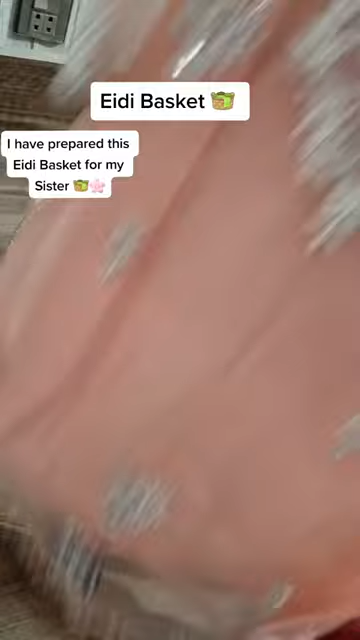 Eidi Basket 🧺
I have prepared this
Eidi Basket for my
Sister 🧺🌸